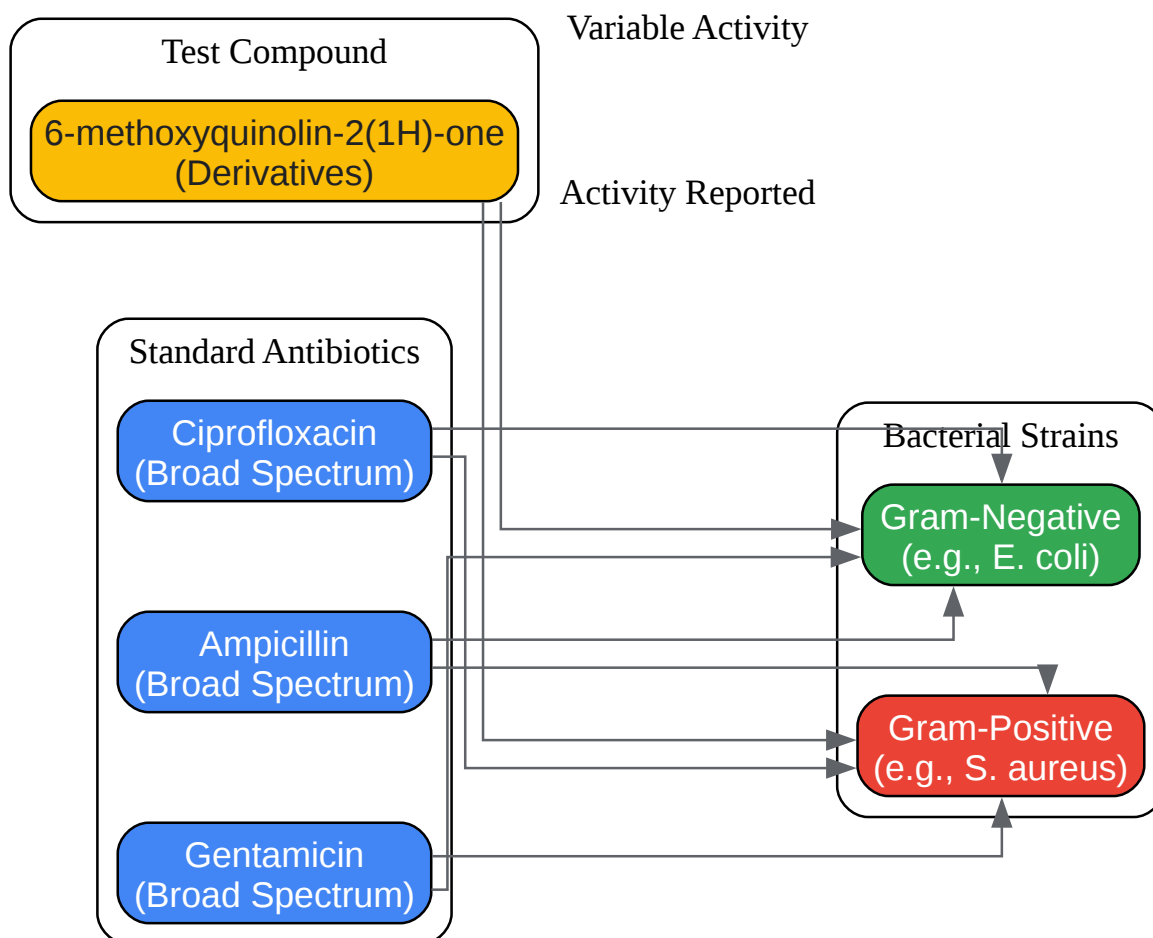 Variable Activity
Test Compound
6-methoxyquinolin-2(1H)-one
(Derivatives)
Activity Reported
Standard Antibiotics
Ciprofloxacin
(Broad Spectrum)
Bacterial Strains
Gram-Negative
(e.g., E. coli)
Ampicillin
(Broad Spectrum)
Gram-Positive
(e.g., S. aureus)
Gentamicin
(Broad Spectrum)